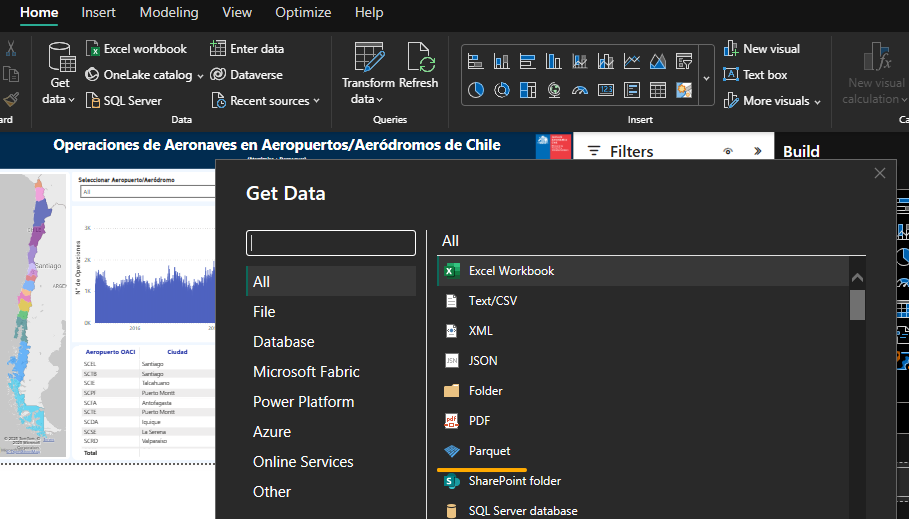 Home Insert Modeling View Optimize Help
Excel workbook
OneLake catalog
SQL Server
Get data
Enter data
Dataverse
Recent sources
Transform data
Refresh
New visual
Text box
More visuals
New visual calculation
ard
Data
Queries
Insert
Ca
Operaciones de Aeronaves en Aeropuertos/Aeródromos de Chile
Filters
Build
Seleccionar Aeropuerto/Aeródromo
All
N° de Operaciones
3K
2K
1K
0K
2016
20
Santiago
ARGEN
Aeropuerto OACI Ciudad
SCEL Santiago
SCTB Santiago
SCIE Talcahuano
SCPF Puerto Montt
SCFA Antofagasta
SCTE Puerto Montt
SCDA Iquique
SCSE La Serena
SCRD Valparaíso
Total
Get Data
All
File
Database
Microsoft Fabric
Power Platform
Azure
Online Services
Other
All
Excel Workbook
Text/CSV
XML
JSON
Folder
PDF
Parquet
SharePoint folder
SQL Server database